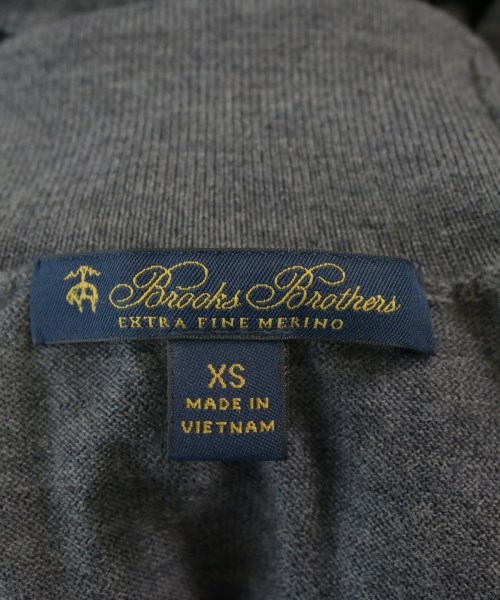 Brooks Brothers
EXTRA FINE MERINO
XS
MADE IN
VIETNAM